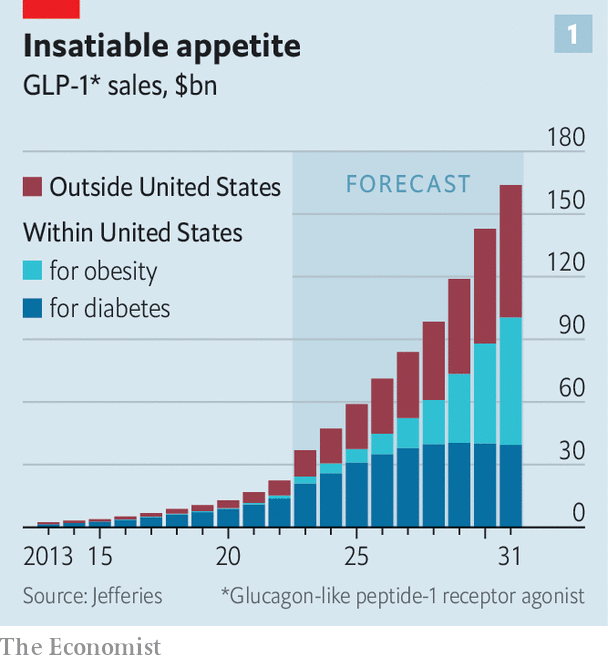 Insatiable appetite
1
GLP-1* sales, $bn
180
Outside United States
FORECAST
150
Within United States
for obesity
120
for diabetes
90
60
30
0
2013 15 20 25 31
Source: Jefferies *Glucagon-like peptide-1 receptor agonist
The Economist